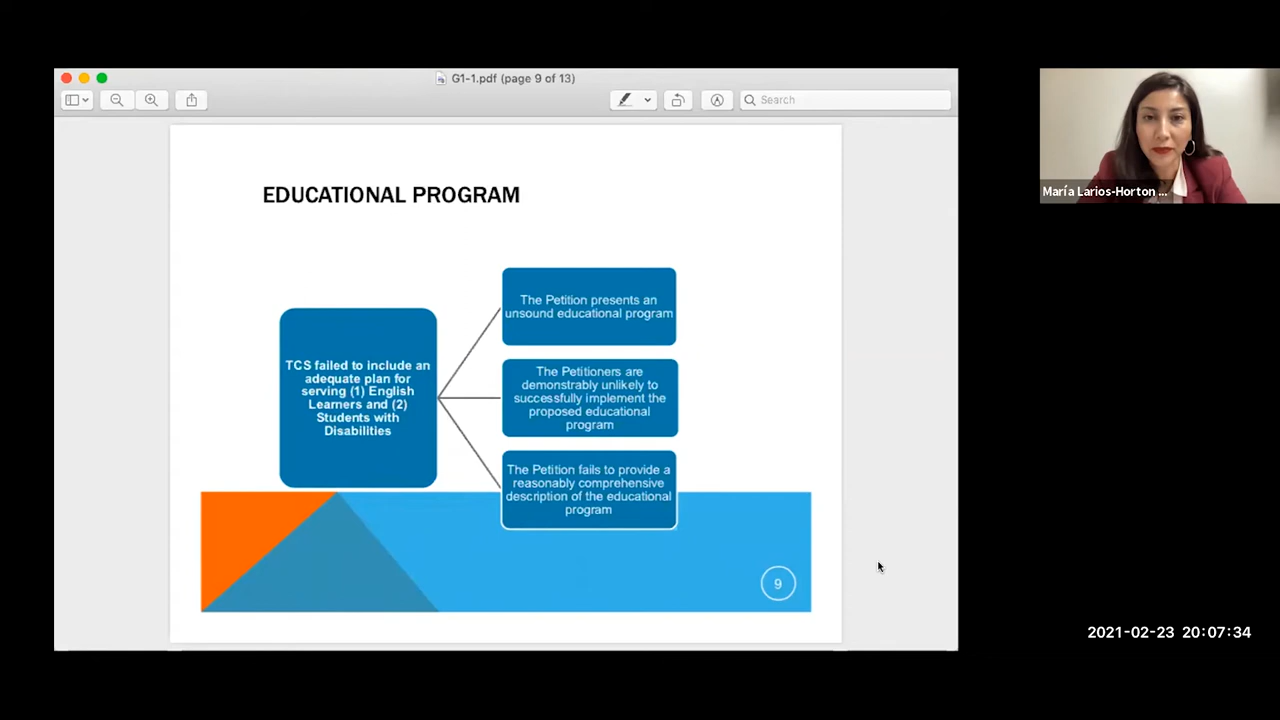 G1-1.pdf (page 9 of 13)
Search
EDUCATIONAL PROGRAM
TCS failed to include an
adequate plan for
serving (1) English
Learners and (2)
Students with
Disabilities
The Petition presents an
unsound educational program
The Petitioners are
demonstrably unlikely to
successfully implement the
proposed educational
program
The Petition fails to provide a
reasonably comprehensive
description of the educational
program
9
María Larios-Horton ...
2021-02-23 20:07:34